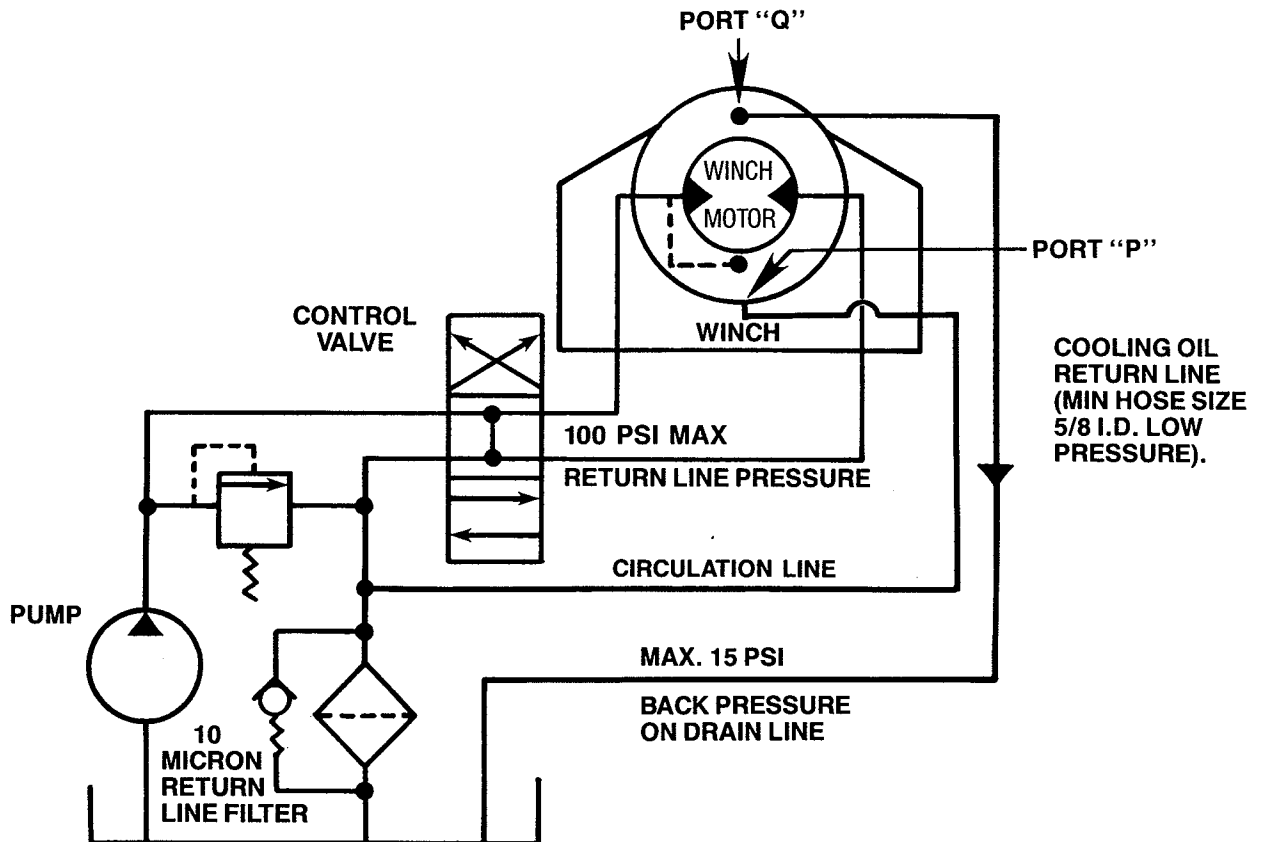 PORT “Q”
WINCH
MOTOR
PORT “P”
WINCH
CONTROL
VALVE
COOLING OIL
RETURN LINE
(MIN HOSE SIZE
5/8 I.D. LOW
PRESSURE).
100 PSI MAX
RETURN LINE PRESSURE
CIRCULATION LINE
PUMP
MAX. 15 PSI
BACK PRESSURE
ON DRAIN LINE
10
MICRON
RETURN
LINE FILTER